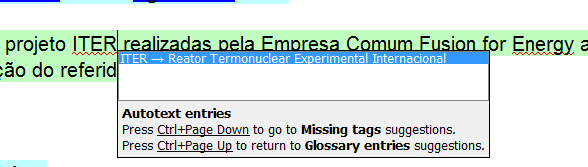 projeto ITER realizadas pela Empresa Comum Fusion for Energy a
ção do referid
ITER → Reator Termonuclear Experimental Internacional
Autotext entries
Press Ctrl+Page Down to go to Missing tags suggestions.
Press Ctrl+Page Up to return to Glossary entries suggestions.